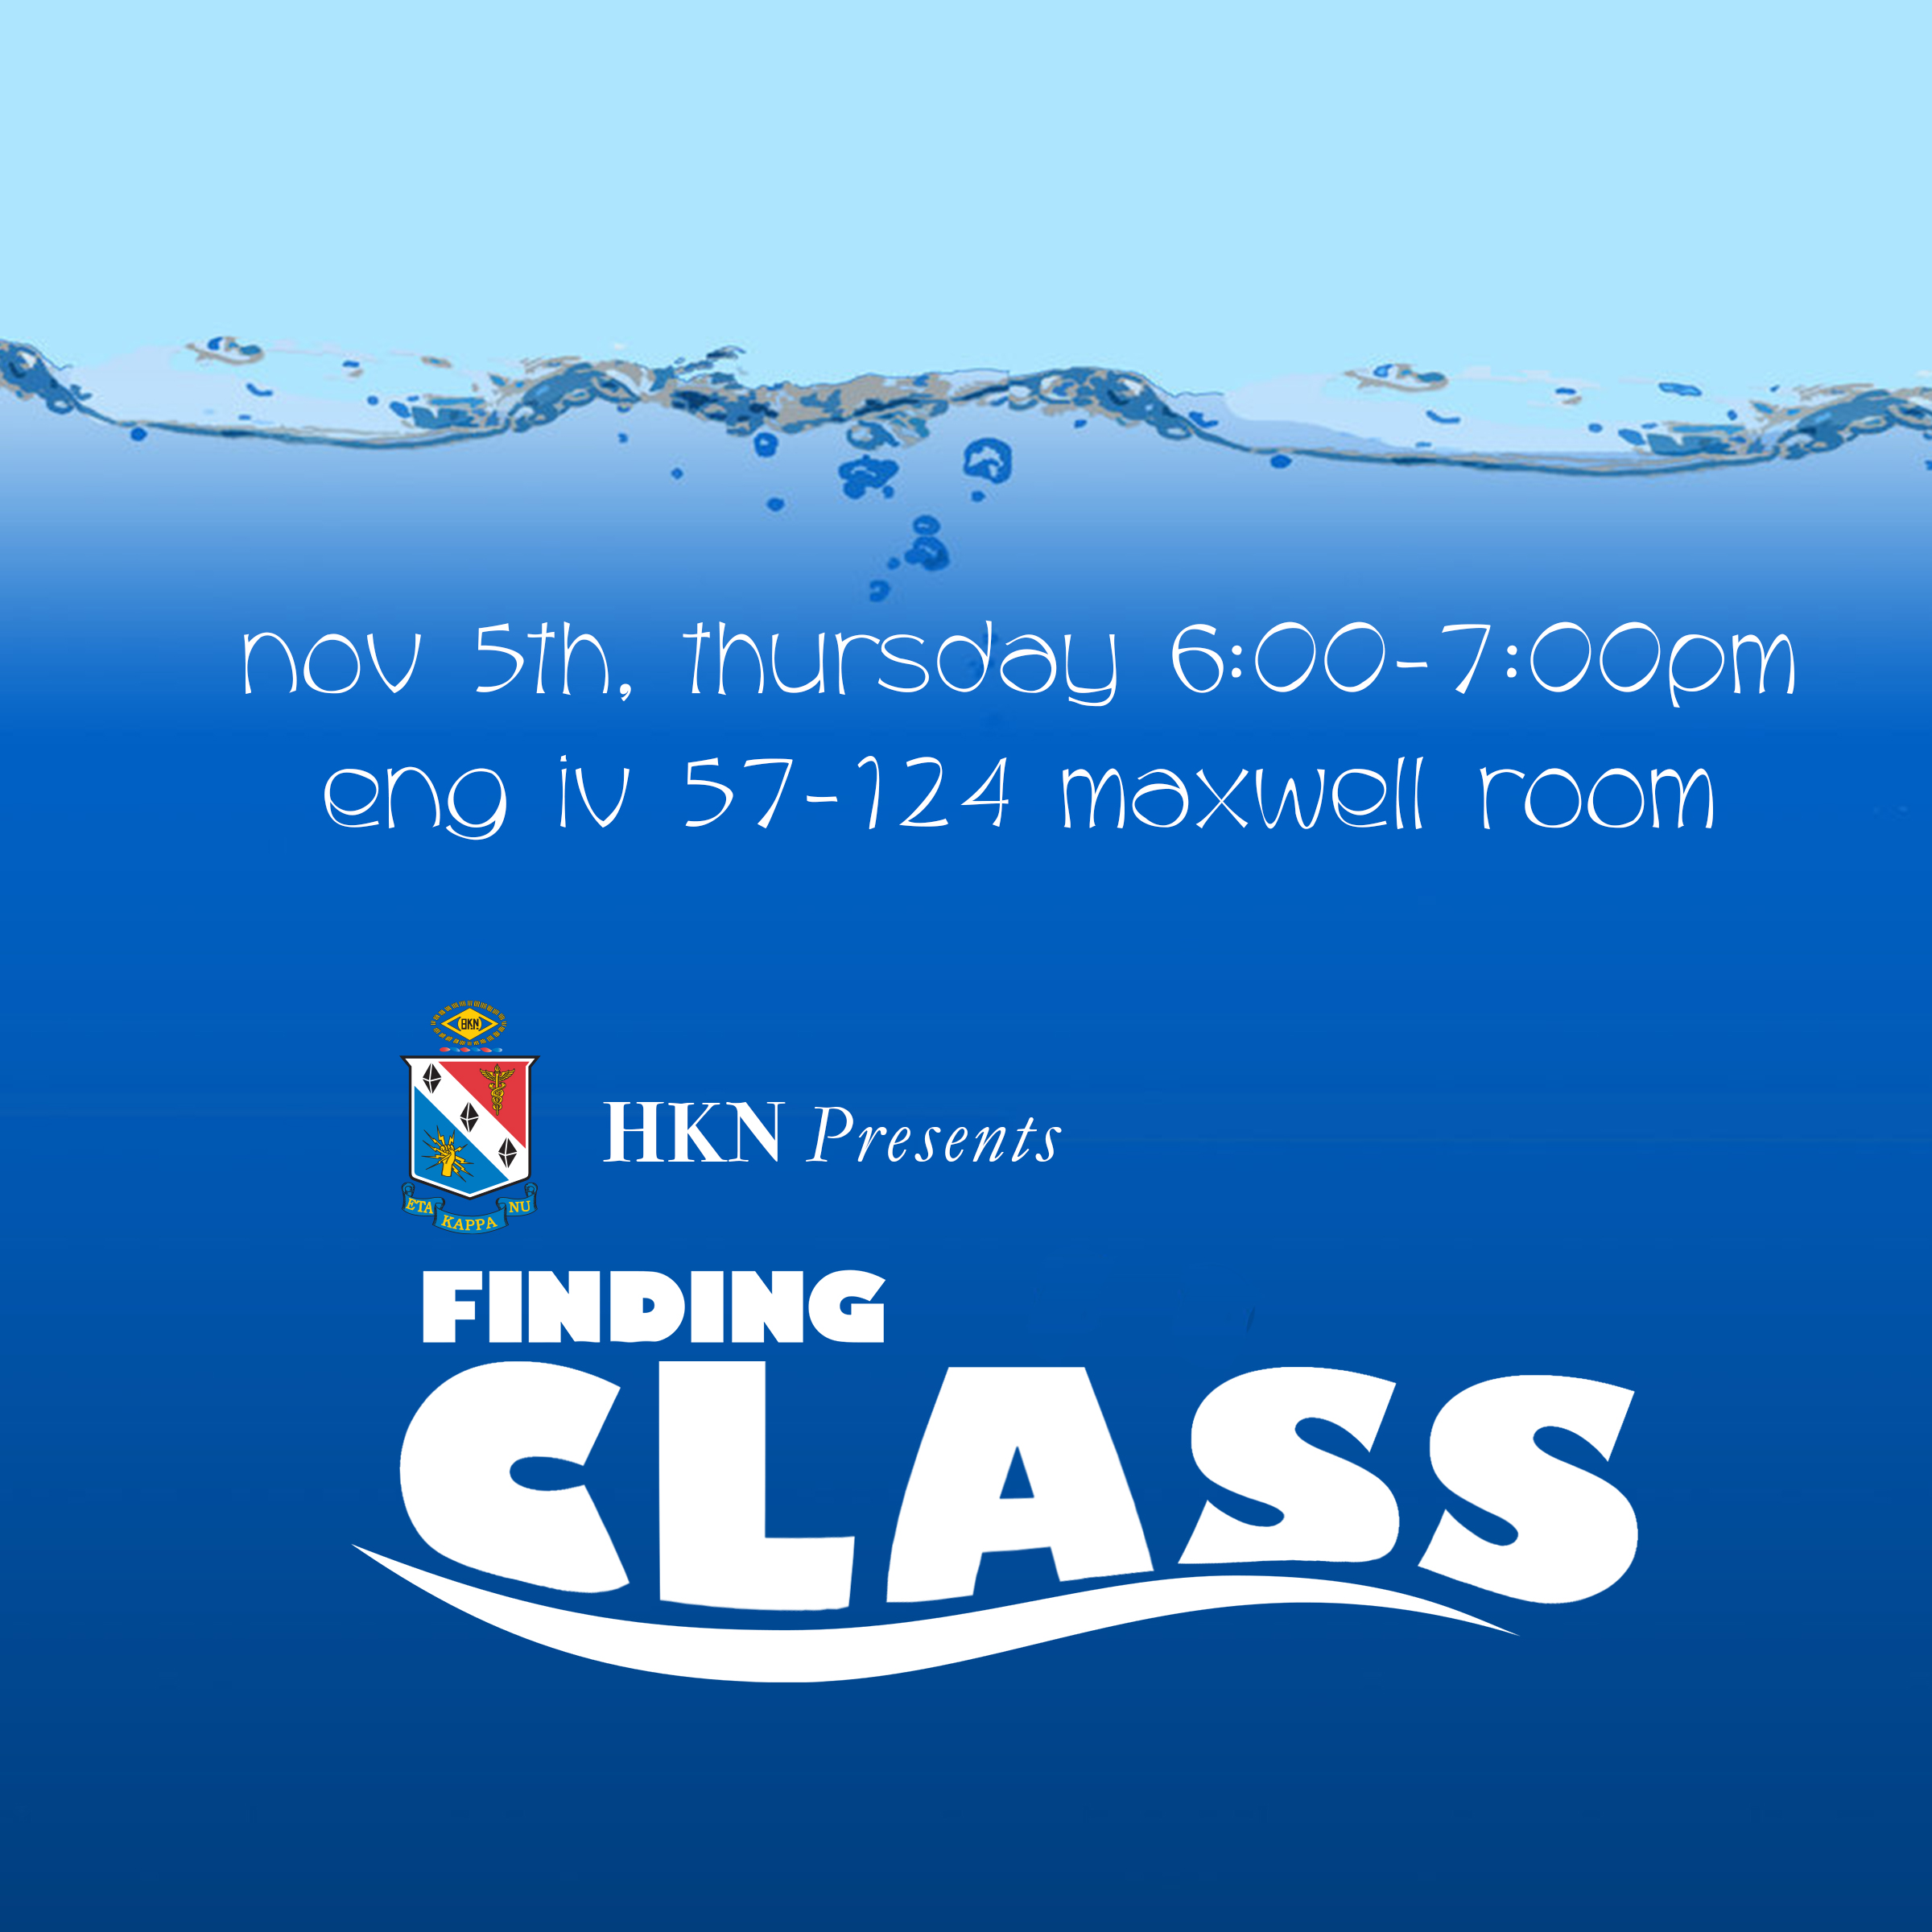 nov 5th, thursday 6:00-7:00pm
eng iv 57-124 maxwell room
HKN
HKN Presents
ETA KAPPA NU
FINDING
CLASS